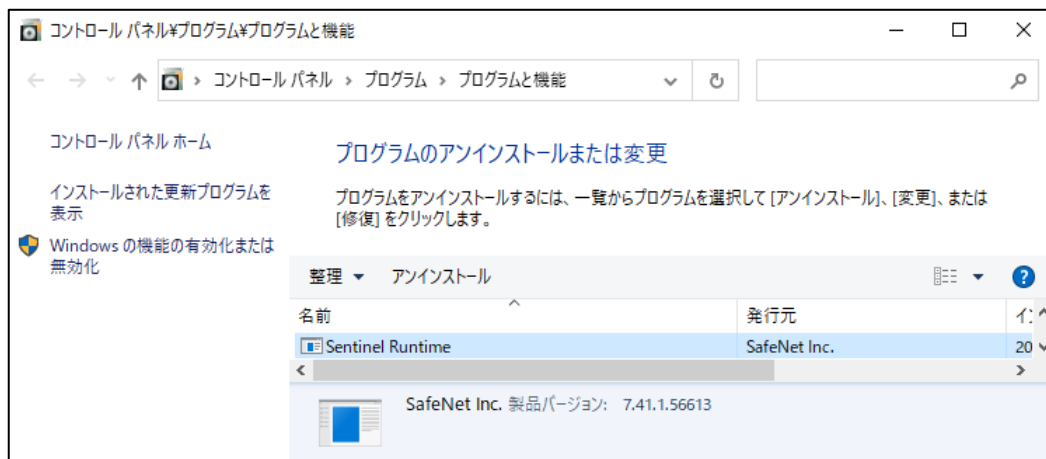 コントロール パネル¥プログラム¥プログラムと機能
コントロール パネル › プログラム › プログラムと機能
コントロール パネル ホーム
インストールされた更新プログラムを
表示
Windows の機能の有効化または
無効化
プログラムのアンインストールまたは変更
プログラムをアンインストールするには、一覧からプログラムを選択して [アンインストール]、[変更]、または
[修復] をクリックします。
整理 アンインストール
名前 発行元
Sentinel Runtime SafeNet Inc. 20
SafeNet Inc. 製品バージョン: 7.41.1.56613